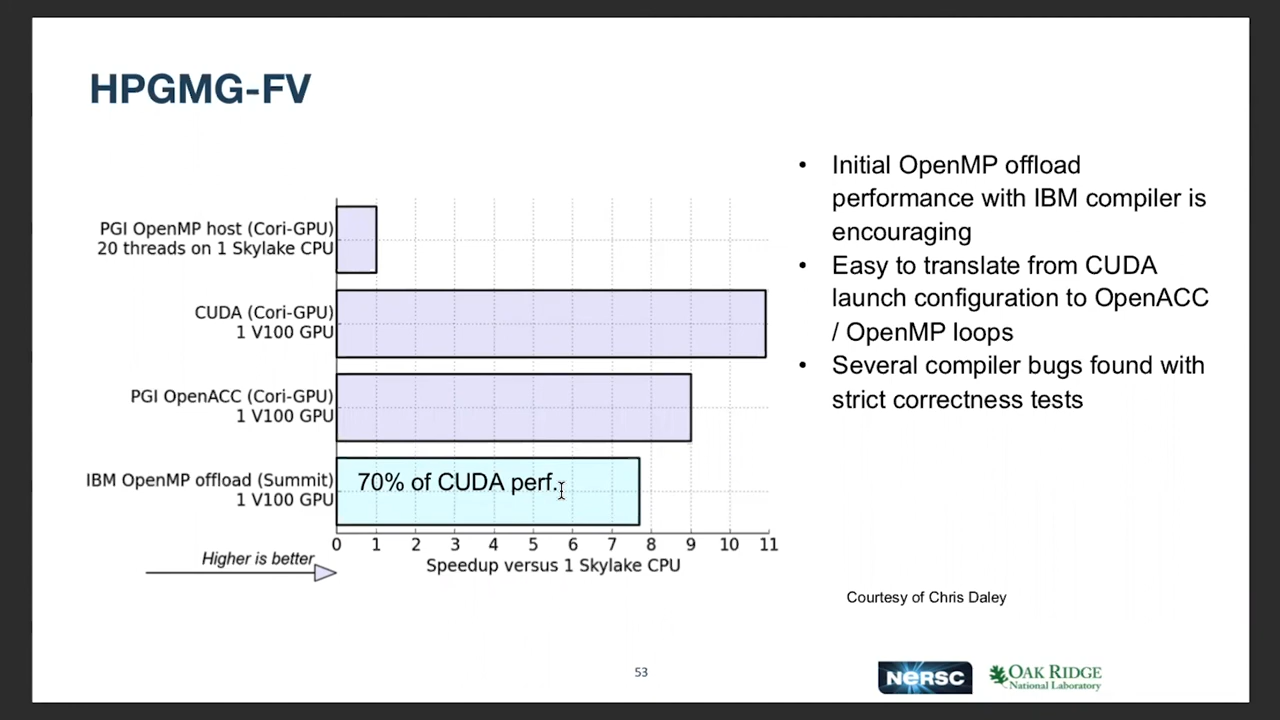 HPGMG-FV
PGI OpenMP host (Cori-GPU)
20 threads on 1 Skylake CPU
CUDA (Cori-GPU)
1 V100 GPU
PGI OpenACC (Cori-GPU)
1 V100 GPU
IBM OpenMP offload (Summit)
1 V100 GPU
70% of CUDA perf.
0 1 2 3 4 5 6 7 8 9 10 11
Speedup versus 1 Skylake CPU
Higher is better
• Initial OpenMP offload
performance with IBM compiler is
encouraging
• Easy to translate from CUDA
launch configuration to OpenACC
/ OpenMP loops
• Several compiler bugs found with
strict correctness tests
Courtesy of Chris Daley
53
NERSC
OAK RIDGE
National Laboratory